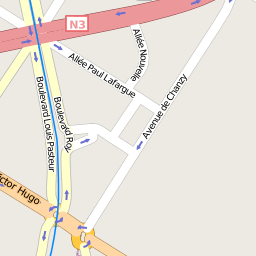 N3
Allée Nouvelle
Allée Paul Lafargue
Avenue de Chanzy
Boulevard Louis Pasteur
Boulevard Roy
ictor Hugo